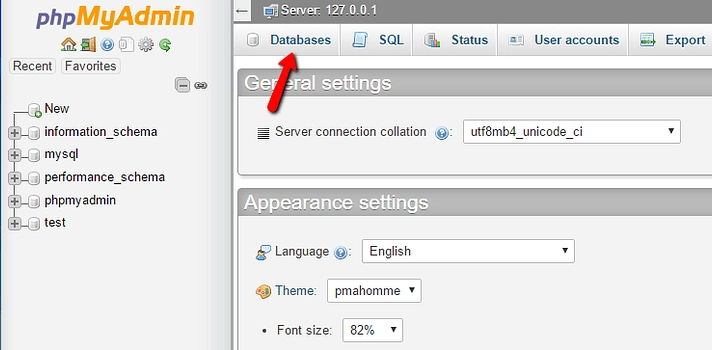 phpMyAdmin
Recent Favorites
New
information_schema
mysql
performance_schema
phpmyadmin
test
Server: 127.0.0.1
Databases SQL Status User accounts Export
General settings
Server connection collation : utf8mb4_unicode_ci
Appearance settings
Language : English
Theme: pmahomme
• Font size: 82%